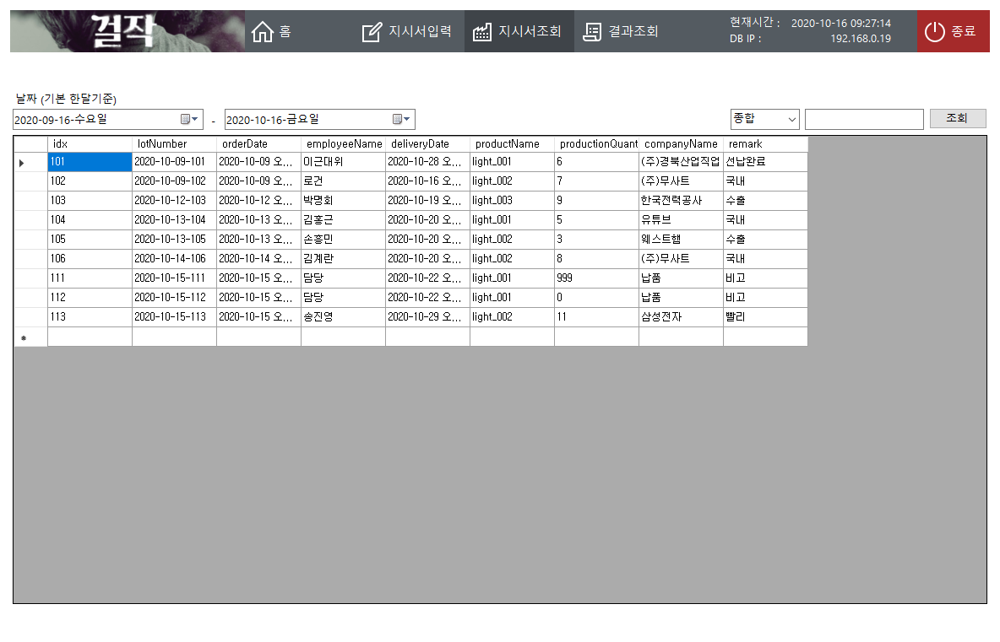 걸작 홈 지시서입력 지시서조회 결과조회 현재시간 : 2020-10-16 09:27:14 종료
DB IP : 192.168.0.19
날짜 (기본 한달기준)
2020-09-16-수요일 - 2020-10-16-금요일 종합 조회
idx lotNumber orderDate employeeName deliveryDate productName productionQuant companyName remark
101 2020-10-09-101 2020-10-09 오... 이근대위 2020-10-28 오... light_001 6 (주)경북산업직업 선납완료
102 2020-10-09-102 2020-10-09 오... 로건 2020-10-16 오... light_002 7 (주)무사트 국내
103 2020-10-12-103 2020-10-12 오... 박명회 2020-10-19 오... light_003 9 한국전력공사 수출
104 2020-10-13-104 2020-10-13 오... 김홍근 2020-10-20 오... light_001 5 유튜브 국내
105 2020-10-13-105 2020-10-13 오... 손흥민 2020-10-20 오... light_002 3 웨스트햄 수출
106 2020-10-14-106 2020-10-14 오... 김계란 2020-10-20 오... light_002 8 (주)무사트 국내
111 2020-10-15-111 2020-10-15 오... 담당 2020-10-22 오... light_001 999 납품 비고
112 2020-10-15-112 2020-10-15 오... 담당 2020-10-22 오... light_001 0 납품 비고
113 2020-10-15-113 2020-10-15 오... 송진영 2020-10-29 오... light_002 11 삼성전자 빨리